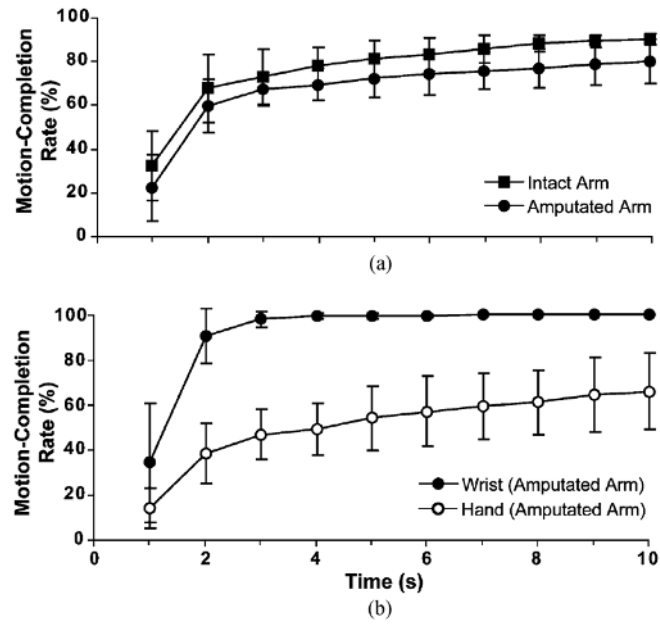 100
80
60
40
20
0
Motion-Completion
Rate (%)
Intact Arm
Amputated Arm
(a)
100
80
60
40
20
0
Motion-Completion
Rate (%)
Wrist (Amputated Arm)
Hand (Amputated Arm)
0 2 4 6 8 10
Time (s)
(b)